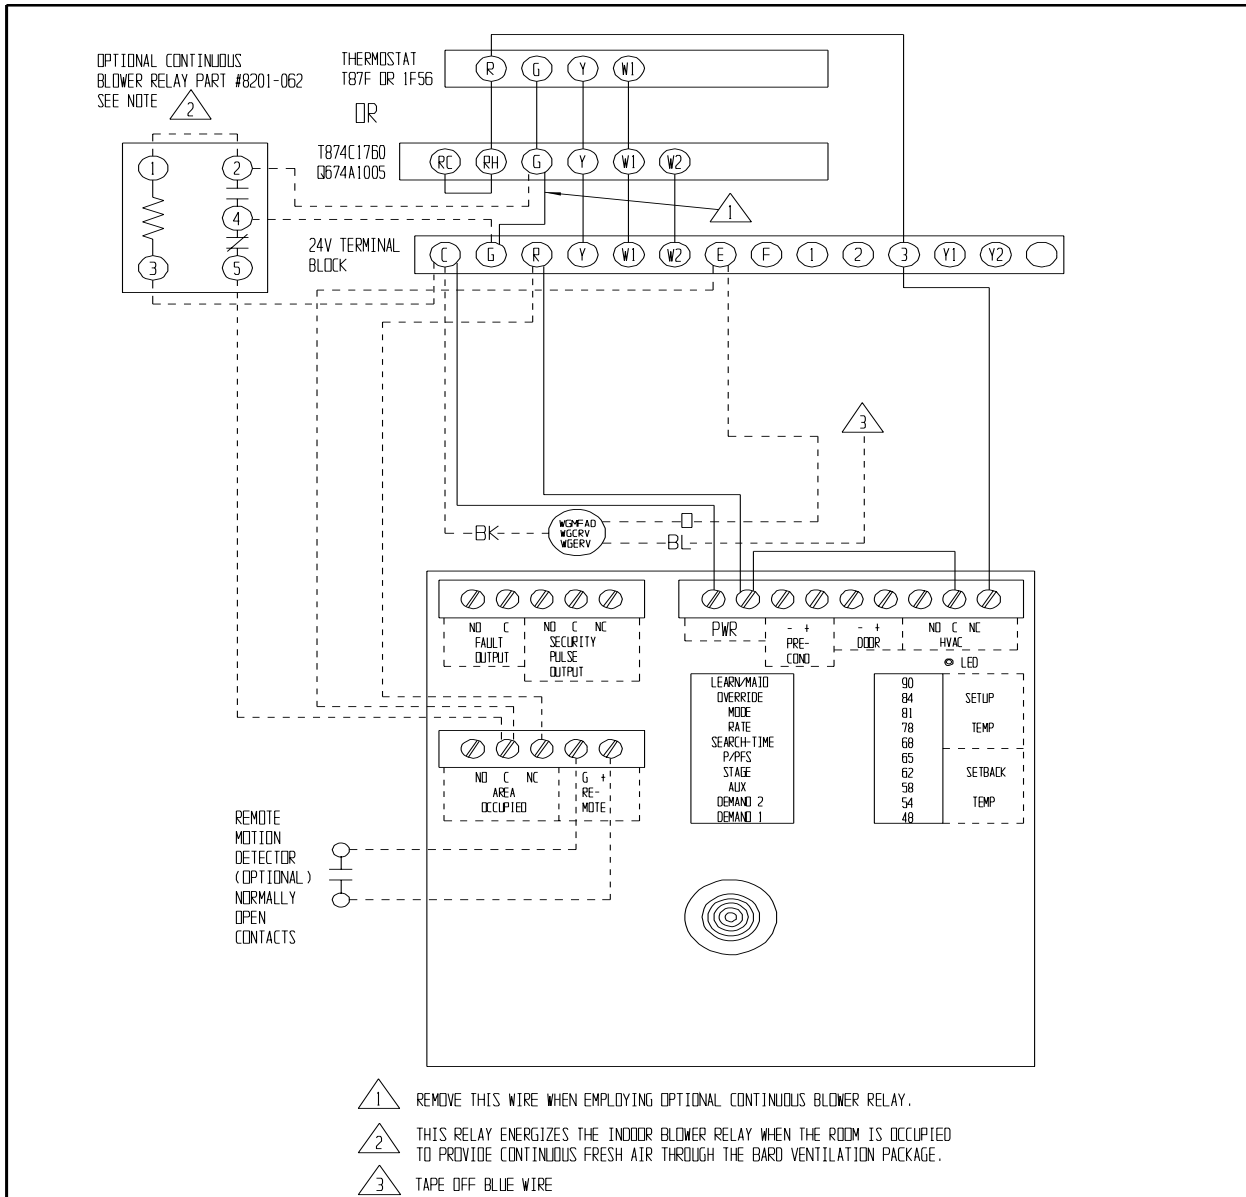 OPTIONAL CONTINUOUS
BLOWER RELAY PART #8201-062
SEE NOTE
2
THERMOSTAT
T87F OR 1F56
OR
R G Y W1
T874C1760
Q674A1005
RC RH G Y W1 W2
1
1 2
4
3 5
24V TERMINAL
BLOCK
C G R Y W1 W2 E F 1 2 3 Y1 Y2
3
BK
WGMFAD
WGCRV
WGERV
BL
NO C NO C NC
FAULT
OUTPUT
SECURITY
PULSE
OUTPUT
PWR
- +
PRE-
COND
- +
DOOR
NO C NC
HVAC
LED
LEARN/MAID
OVERRIDE
MODE
RATE
SEARCH-TIME
P/PFS
STAGE
AUX
DEMAND 2
DEMAND 1
90
84
81
78
68
65
62
58
54
48
SETUP
TEMP
SETBACK
TEMP
NO C NC
AREA
OCCUPIED
G +
RE-
MOTE
REMOTE
MOTION
DETECTOR
(OPTIONAL)
NORMALLY
OPEN
CONTACTS
1 REMOVE THIS WIRE WHEN EMPLOYING OPTIONAL CONTINUOUS BLOWER RELAY.
2 THIS RELAY ENERGIZES THE INDOOR BLOWER RELAY WHEN THE ROOM IS OCCUPIED
TO PROVIDE CONTINUOUS FRESH AIR THROUGH THE BARD VENTILATION PACKAGE.
3 TAPE OFF BLUE WIRE